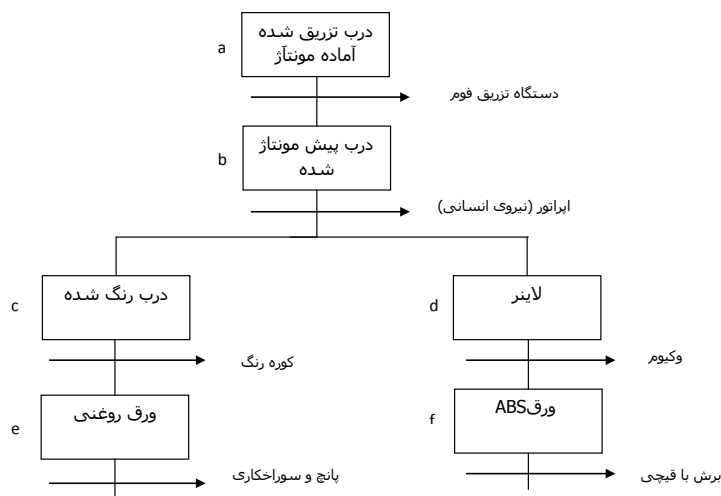 درب تزریق شده
آماده مونتآژ
a
دستگاه تزریق فوم
درب پیش مونتاژ
شده
b
اپراتور (نیروی انسانی)
درب رنگ شده
c
لاینر
d
کوره رنگ
وکیوم
ورق روغنی
e
ورقABS
f
پانچ و سوراخکاری
برش با قیچی